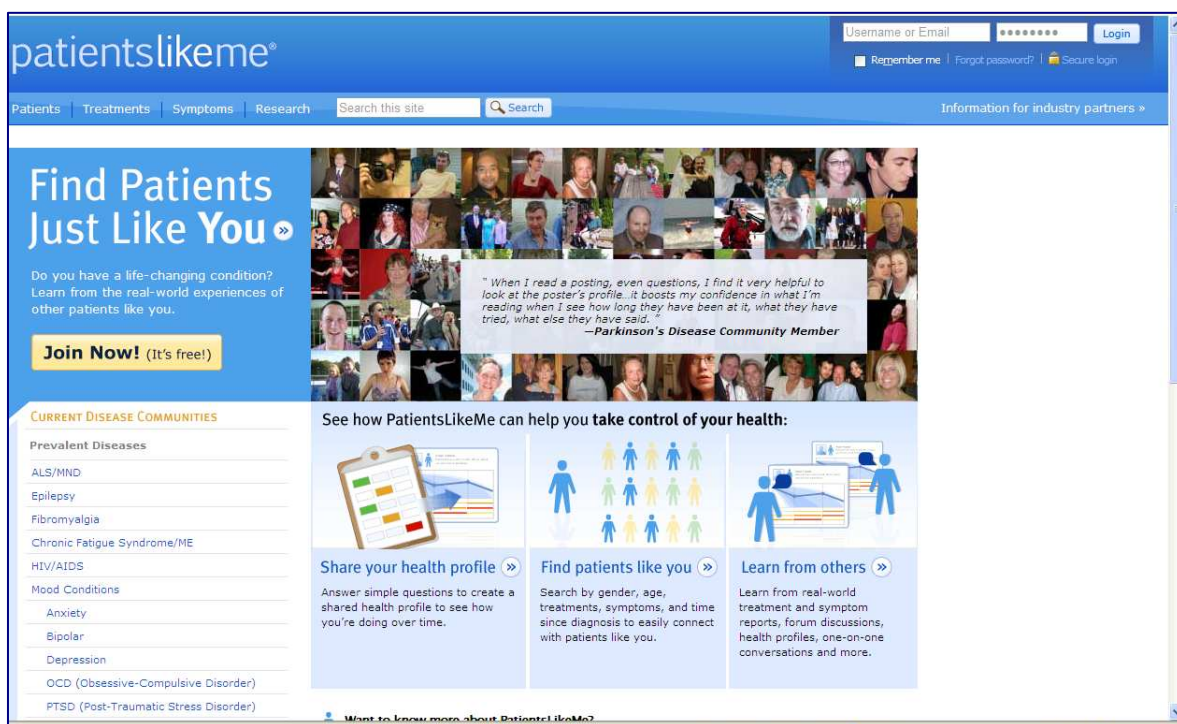 patientslikeme®
Username or Email
Login
Remember me | Forgot password? | Secure login
Patients | Treatments | Symptoms | Research
Search this site
Search
Information for industry partners »
Find Patients
Just Like You »
Do you have a life-changing condition?
Learn from the real-world experiences of
other patients like you.
Join Now! (It's free!)
" When I read a posting, even questions, I find it very helpful to
look at the poster's profile...it boosts my confidence in what I'm
reading when I see how long they have been at it, what they have
tried, what else they have said. "
—Parkinson's Disease Community Member
CURRENT DISEASE COMMUNITIES
Prevalent Diseases
ALS/MND
Epilepsy
Fibromyalgia
Chronic Fatigue Syndrome/ME
HIV/AIDS
Mood Conditions
Anxiety
Bipolar
Depression
OCD (Obsessive-Compulsive Disorder)
PTSD (Post-Traumatic Stress Disorder)
See how PatientsLikeMe can help you take control of your health:
Share your health profile »
Answer simple questions to create a
shared health profile to see how
you're doing over time.
Find patients like you »
Search by gender, age,
treatments, symptoms, and time
since diagnosis to easily connect
with patients like you.
Learn from others »
Learn from real-world
treatment and symptom
reports, forum discussions,
health profiles, one-on-one
conversations and more.
Want to know more about PatientsLikeMe?